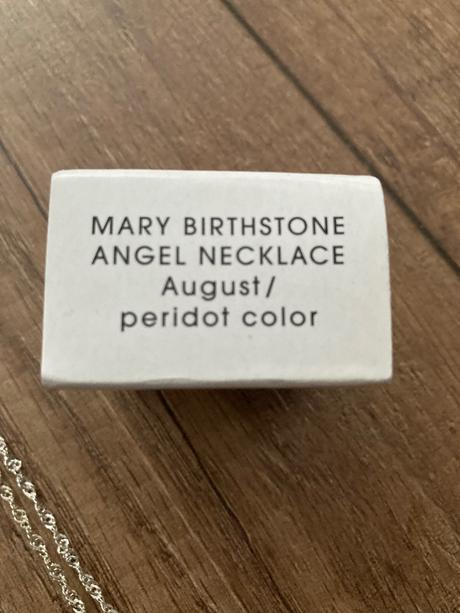 MARY BIRTHSTONE
ANGEL NECKLACE
August/
peridot color